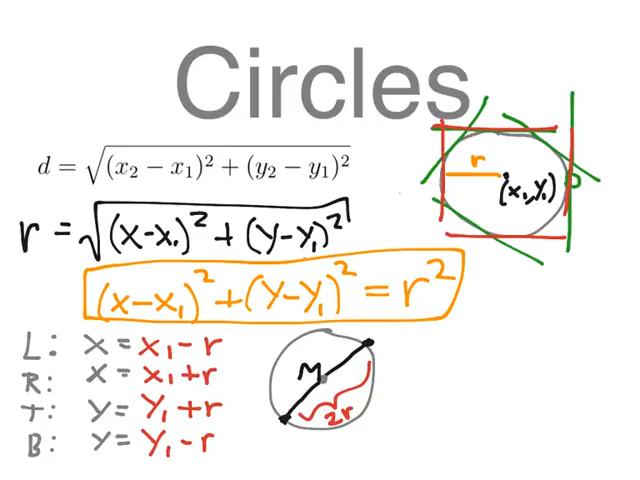 Circles
d = √(x₂ − x₁)² + (y₂ − y₁)²
r
(x₁, y₁)
r = √(x-x₁)² + (y-y₁)²
(x-x₁)² + (y-y₁)² = r²
L: x = x₁ - r
R: x = x₁ + r
T: y = y₁ + r
B: y = y₁ - r
M
2r